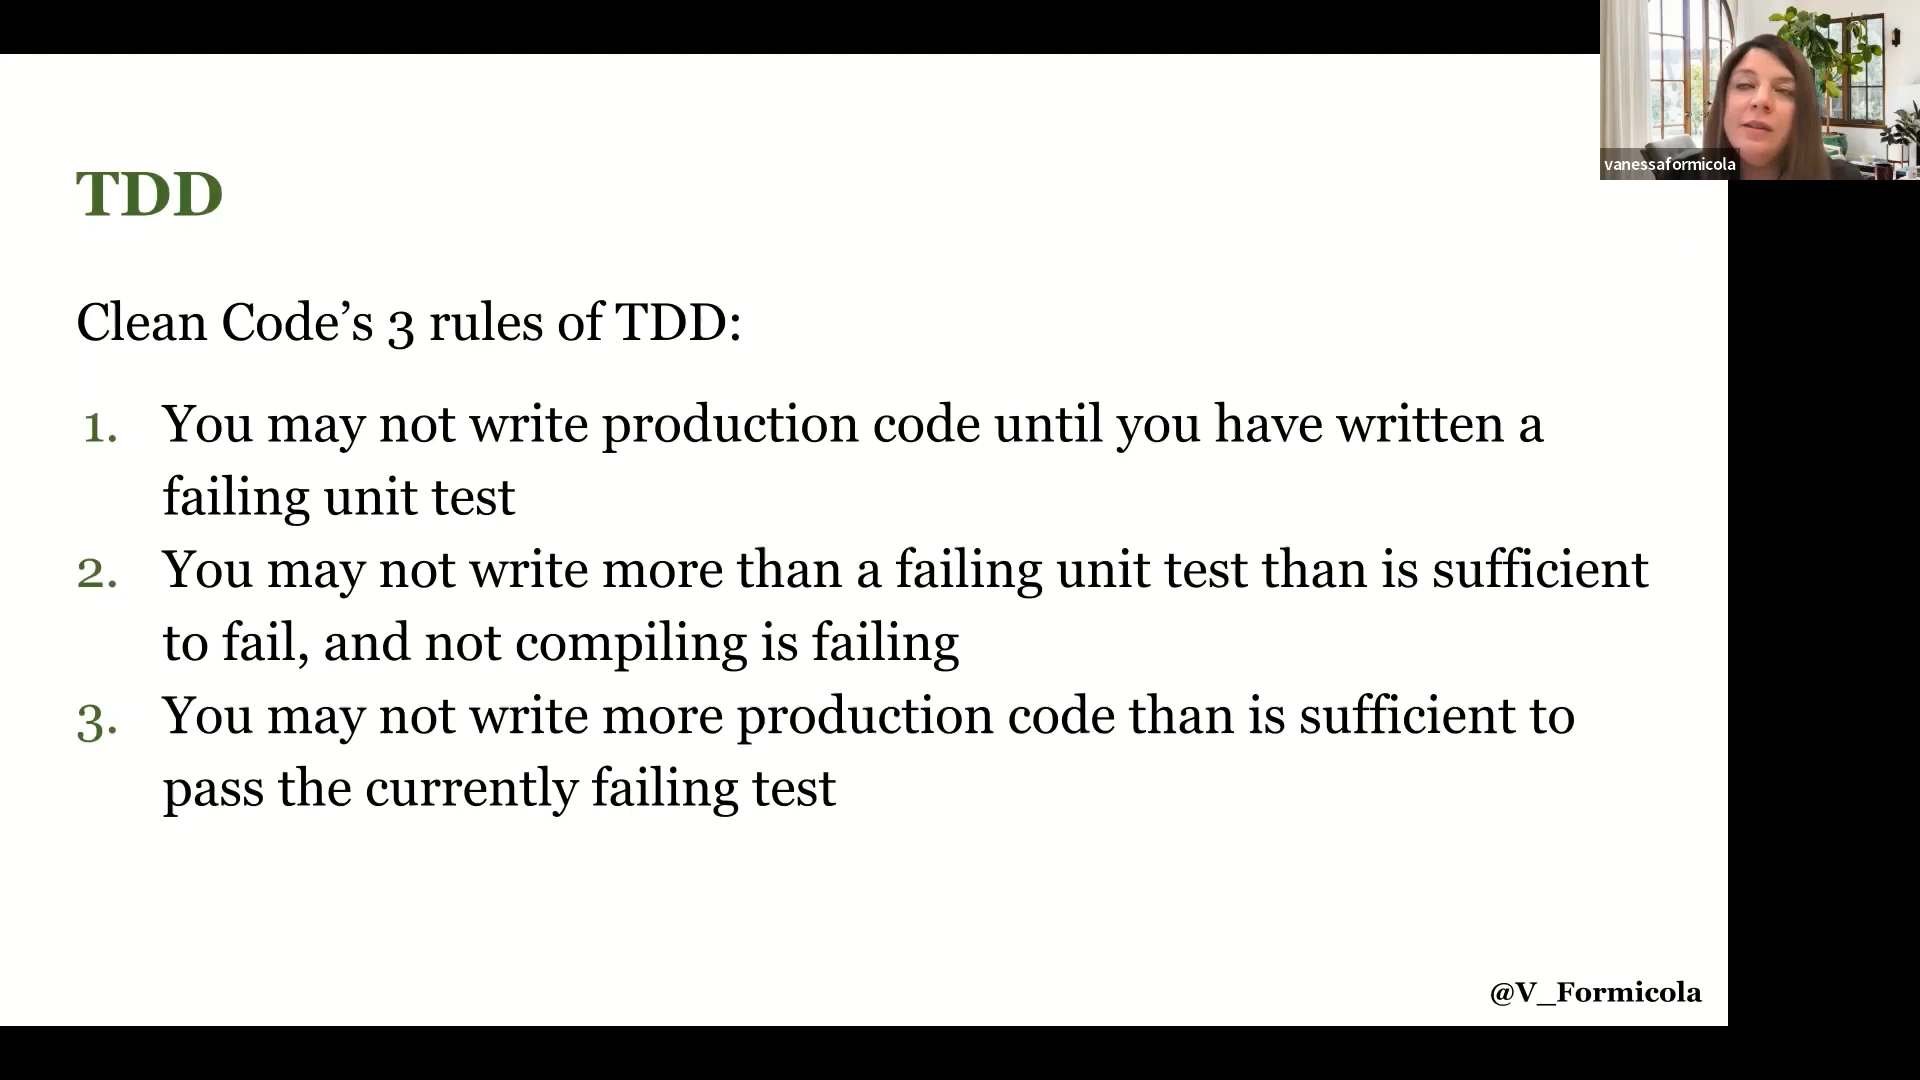 vanessaformicola
TDD
Clean Code’s 3 rules of TDD:
1. You may not write production code until you have written a
failing unit test
2. You may not write more than a failing unit test than is sufficient
to fail, and not compiling is failing
3. You may not write more production code than is sufficient to
pass the currently failing test
@V_Formicola